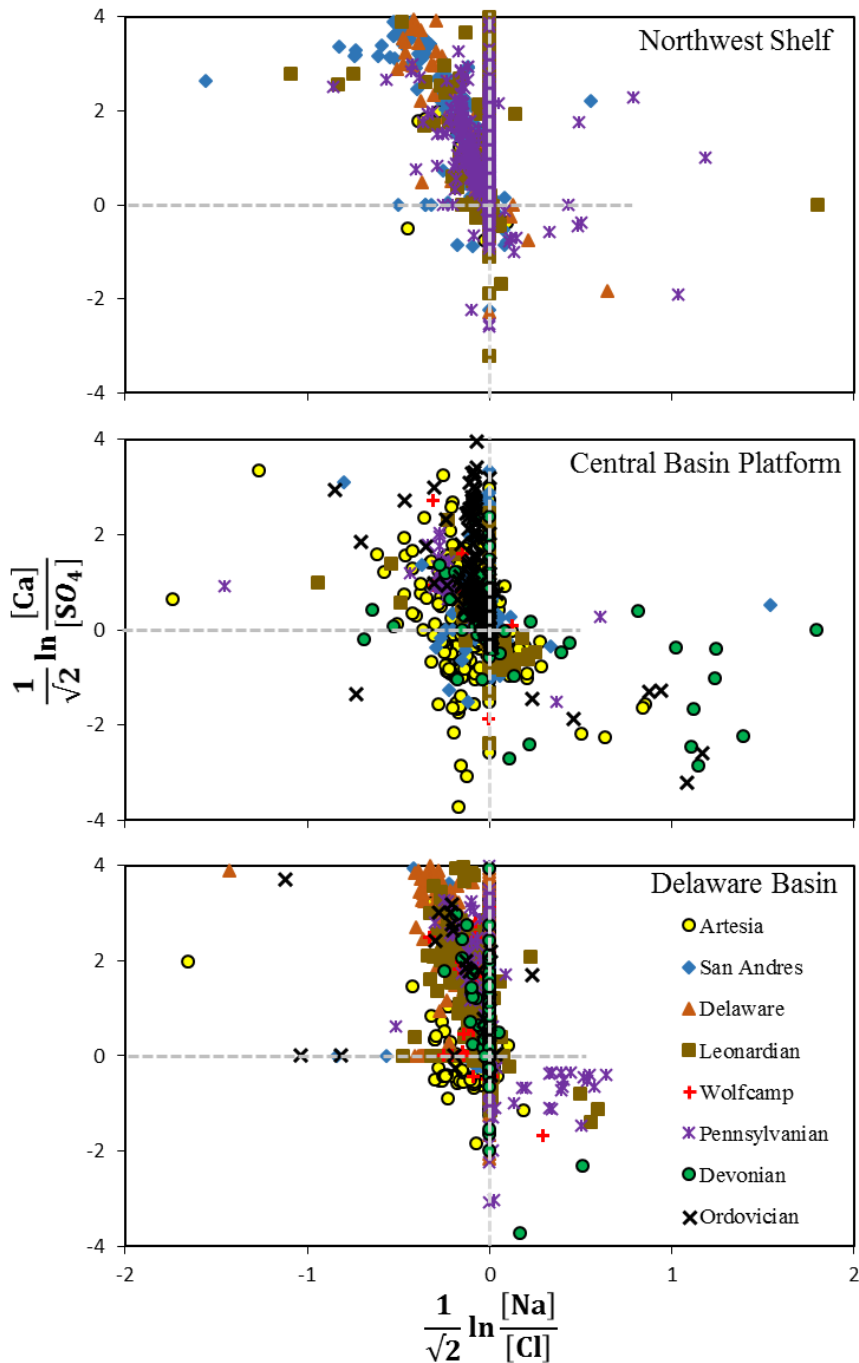 4
Northwest Shelf
2
0
-2
-4
4
Central Basin Platform
2
0
-2
-4
1/√2 ln [Ca]/[SO₄]
4
Delaware Basin
Artesia
San Andres
2
Delaware
Leonardian
0
Wolfcamp
Pennsylvanian
-2
Devonian
Ordovician
-4
-2 -1 0 1 2
1/√2 ln [Na]/[Cl]